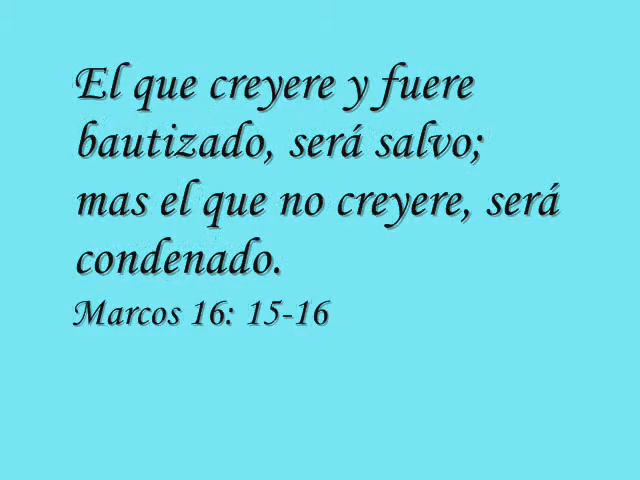 El que creyere y fuere
bautizado, será salvo;
mas el que no creyere, será
condenado.
Marcos 16: 15-16